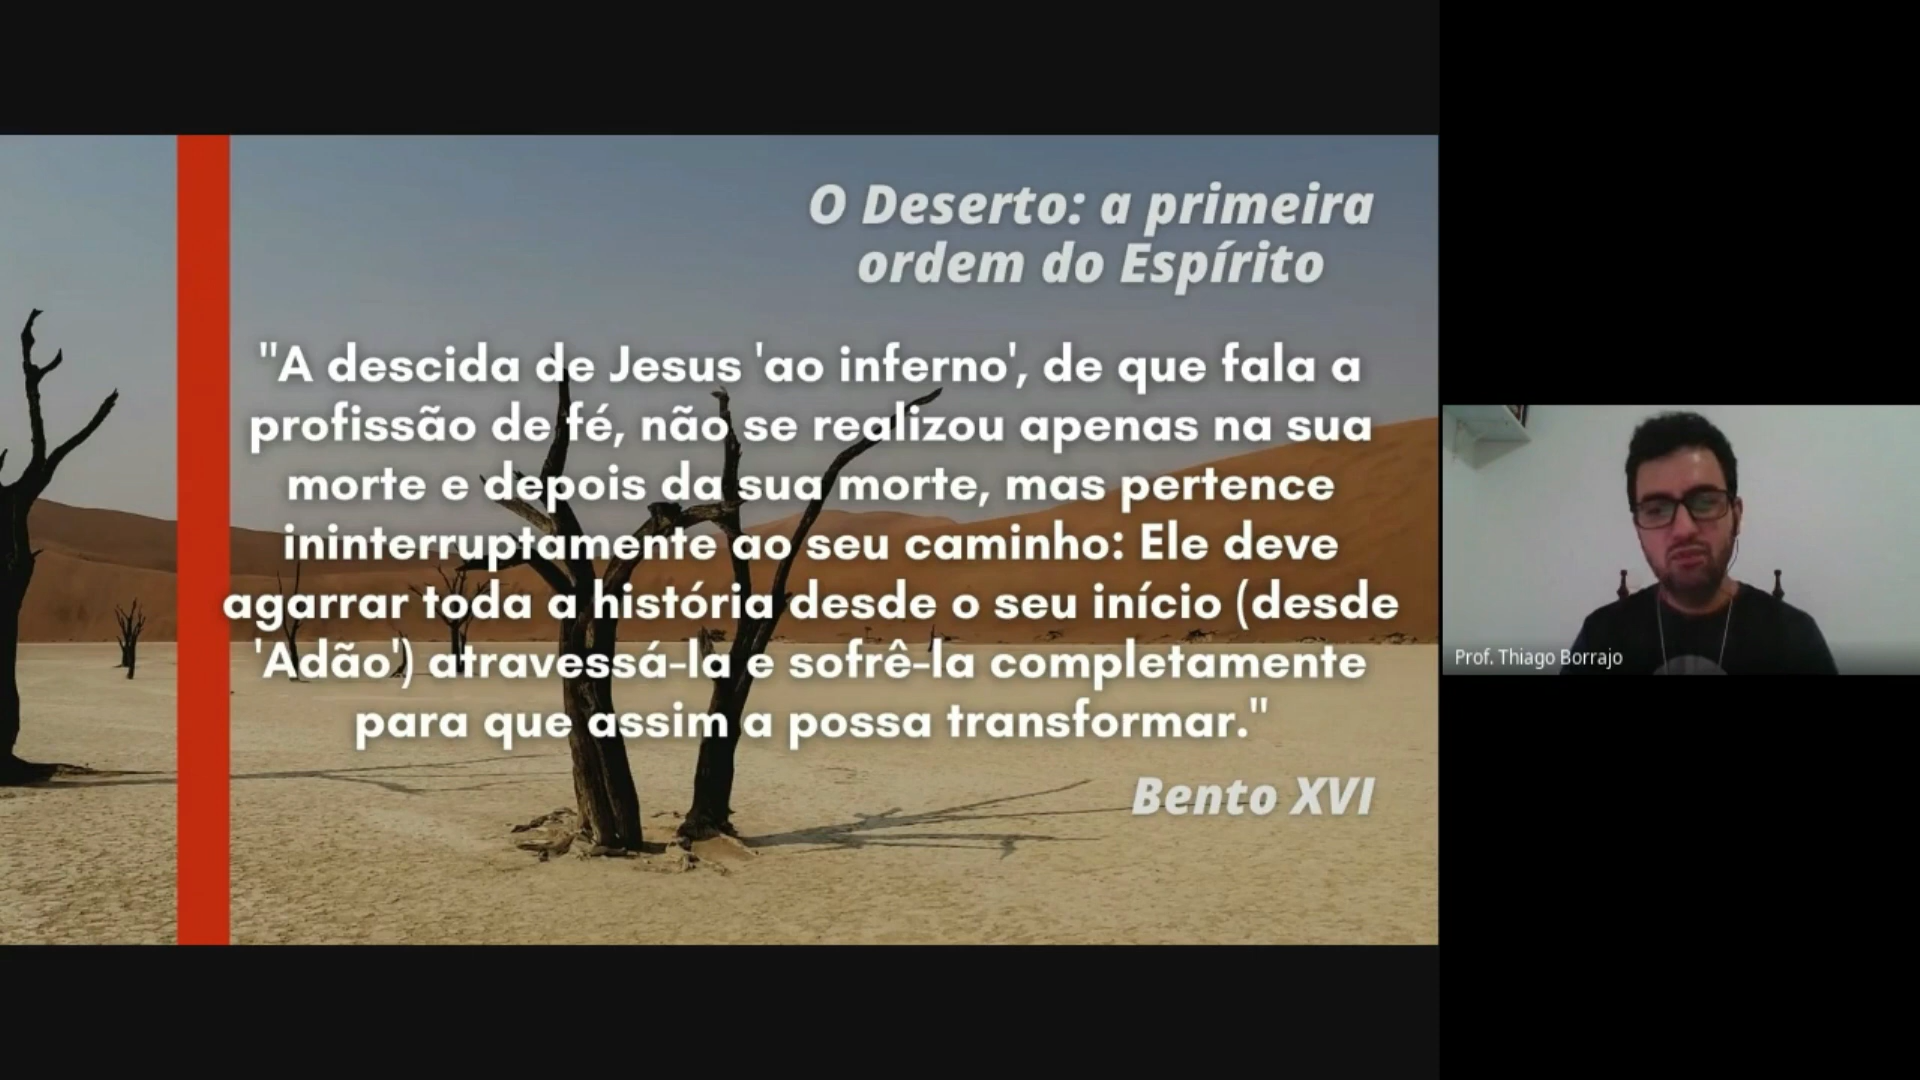 O Deserto: a primeira
ordem do Espírito
"A descida de Jesus 'ao inferno', de que fala a
profissão de fé, não se realizou apenas na sua
morte e depois da sua morte, mas pertence
ininterruptamente ao seu caminho: Ele deve
agarrar toda a história desde o seu início (desde
'Adão') atravessá-la e sofrê-la completamente
para que assim a possa transformar."
Bento XVI
Prof. Thiago Borrajo